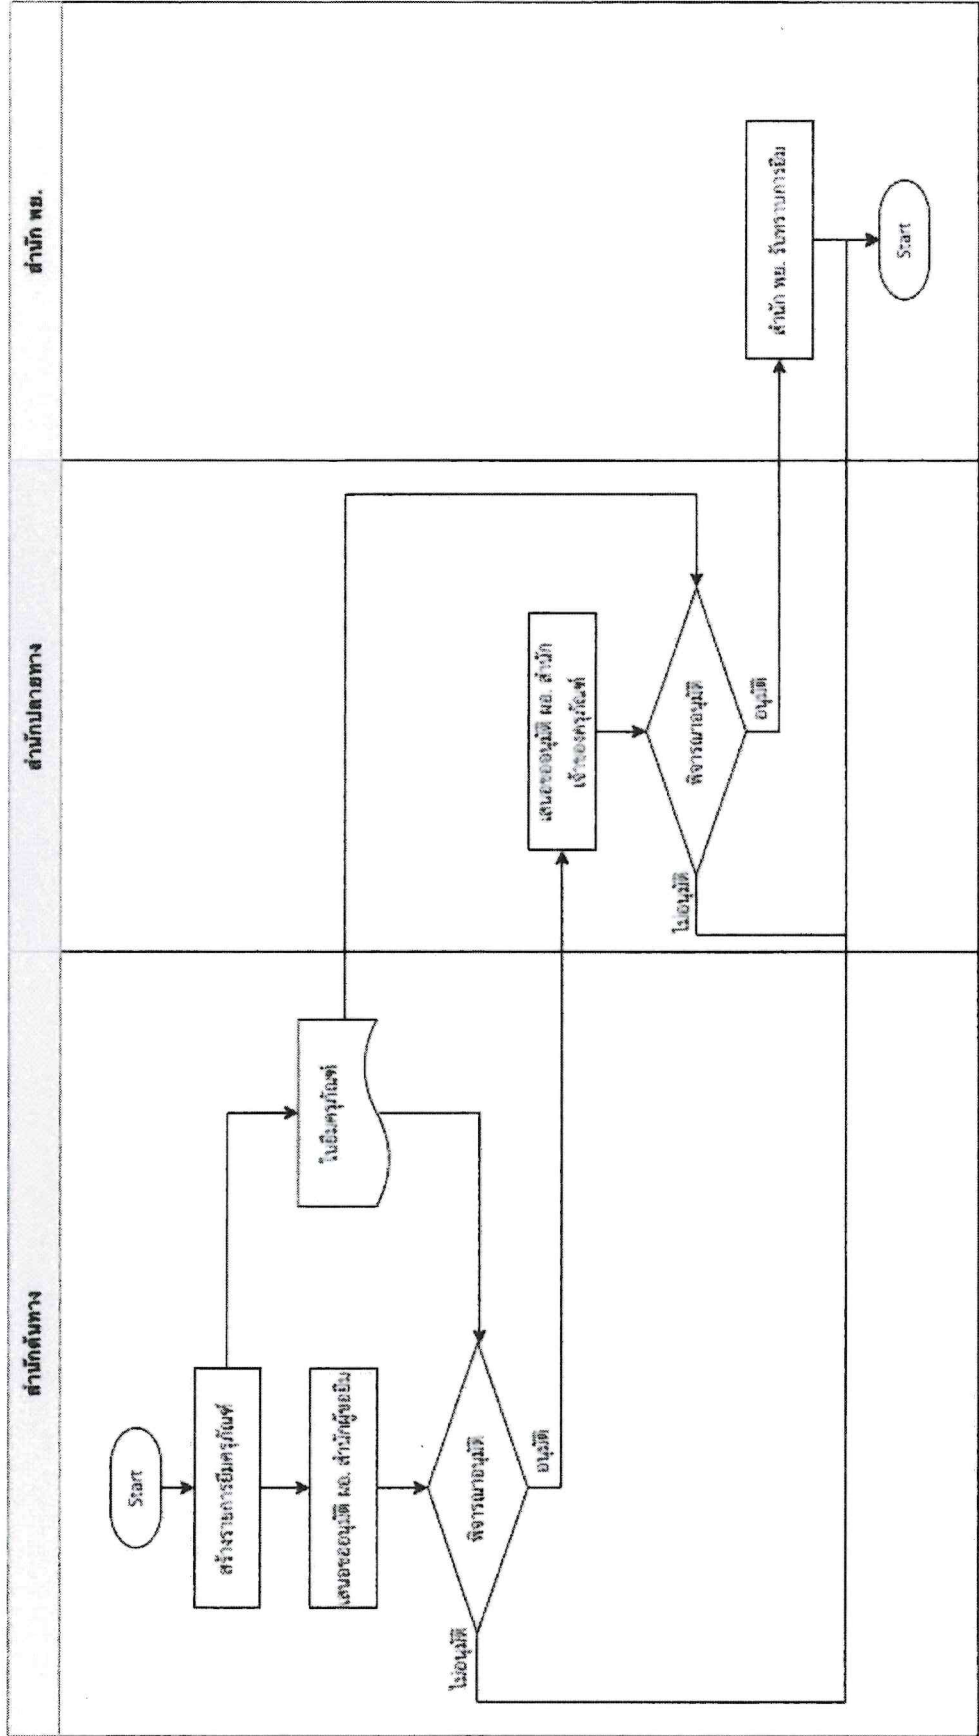 สำนักต้นทาง
สำนักปลายทาง
สำนัก พย.
Start
สร้างรายการยืมครุภัณฑ์
เสนอขออนุมัติ ผอ. สำนักผู้ขอยืม
ใบยืมครุภัณฑ์
พิจารณาอนุมัติ
ไม่อนุมัติ
อนุมัติ
เสนอขออนุมัติ ผอ. สำนัก
เจ้าของครุภัณฑ์
พิจารณาอนุมัติ
ไม่อนุมัติ
อนุมัติ
สำนัก พย. รับทราบการยืม
Start